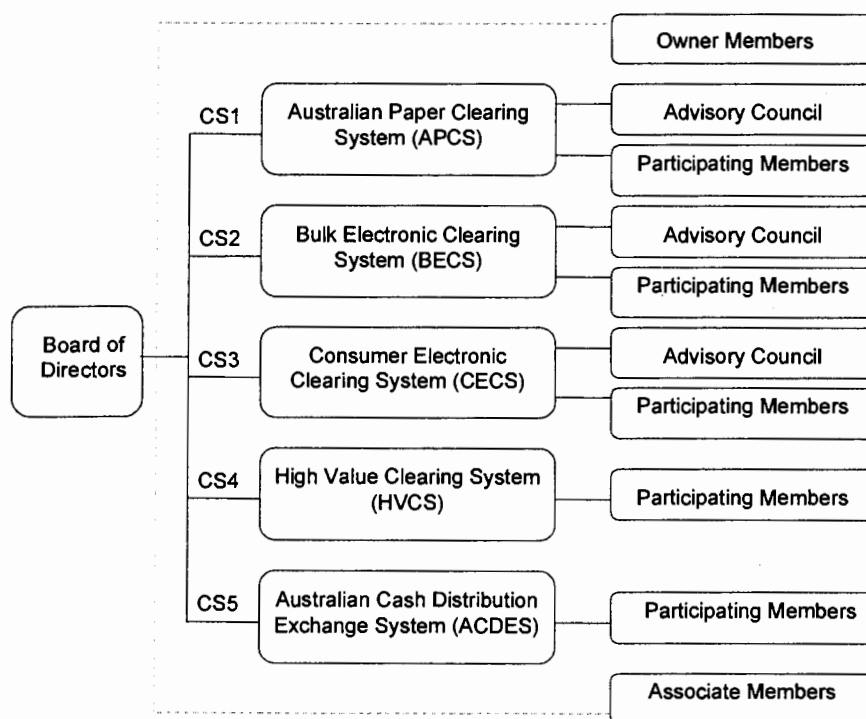 Owner Members
CS1
Australian Paper Clearing
System (APCS)
Advisory Council
Participating Members
CS2
Bulk Electronic Clearing
System (BECS)
Advisory Council
Participating Members
Board of
Directors
CS3
Consumer Electronic
Clearing System (CECS)
Advisory Council
Participating Members
CS4
High Value Clearing System
(HVCS)
Participating Members
CS5
Australian Cash Distribution
Exchange System (ACDES)
Participating Members
Associate Members